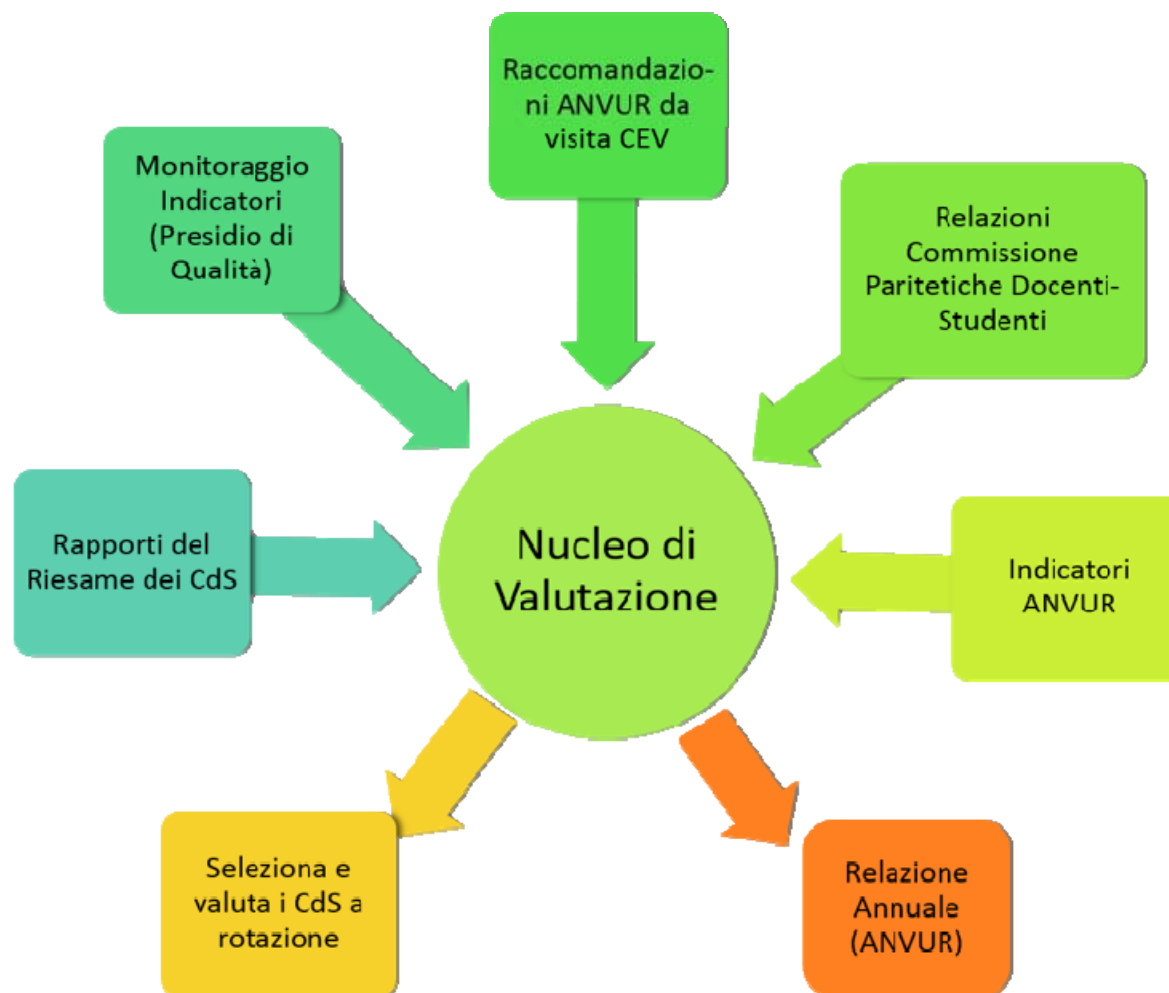 Raccomandazio-
ni ANVUR da
visita CEV
Monitoraggio
Indicatori
(Presidio di
Qualità)
Relazioni
Commissione
Paritetiche Docenti-
Studenti
Rapporti del
Riesame dei CdS
Nucleo di
Valutazione
Indicatori
ANVUR
Seleziona e
valuta i CdS a
rotazione
Relazione
Annuale
(ANVUR)